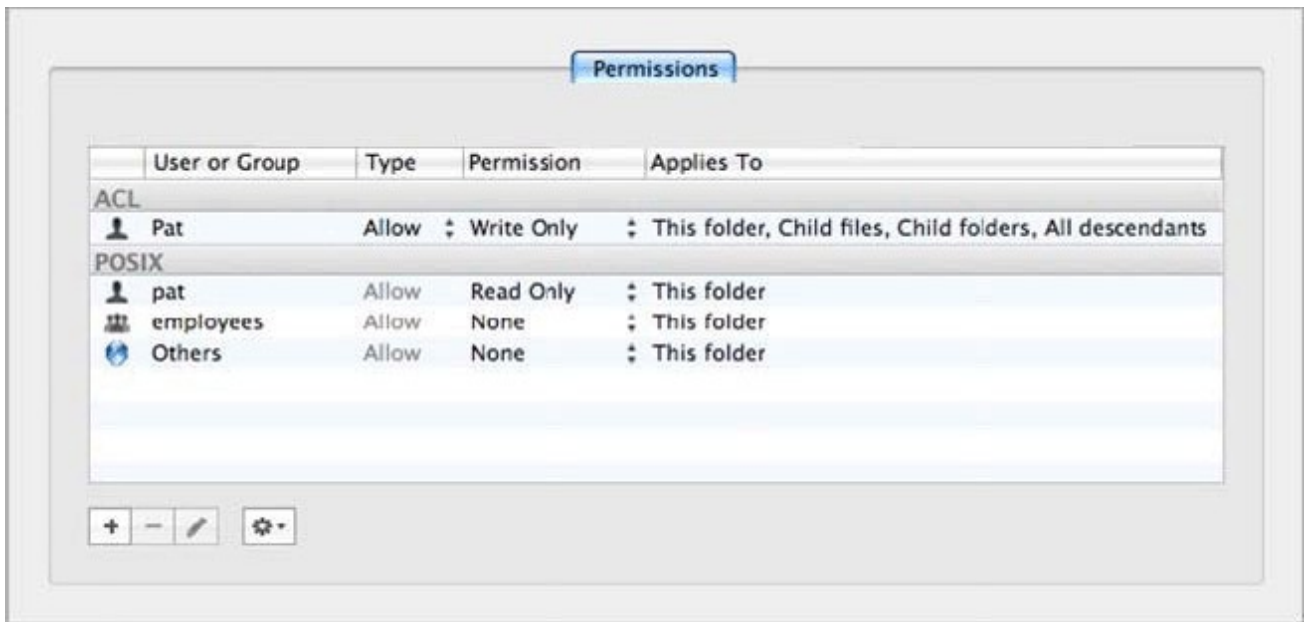 Permissions
User or Group Type Permission Applies To
ACL
Pat Allow Write Only This folder, Child files, Child folders, All descendants
POSIX
pat Allow Read Only This folder
employees Allow None This folder
Others Allow None This folder